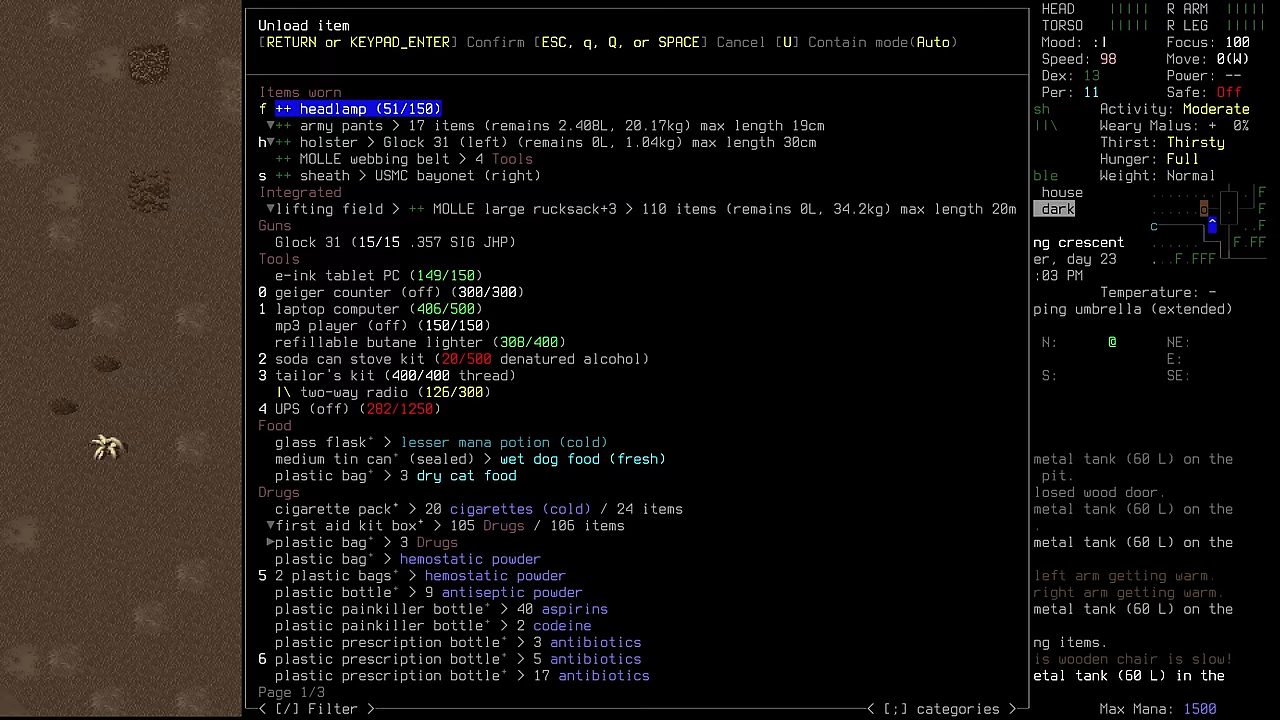 Unload item
[RETURN or KEYPAD_ENTER] Confirm [ESC, q, Q, or SPACE] Cancel [U] Contain mode(Auto)
Items worn
f ++ headlamp (51/150)
▼++ army pants > 17 items (remains 2.408L, 20.17kg) max length 19cm
h▼++ holster > Glock 31 (left) (remains 0L, 1.04kg) max length 30cm
++ MOLLE webbing belt > 4 Tools
s ++ sheath > USMC bayonet (right)
Integrated
▼lifting field > ++ MOLLE large rucksack+3 > 110 items (remains 0L, 34.2kg) max length 20m
Guns
Glock 31 (15/15 .357 SIG JHP)
Tools
e-ink tablet PC (149/150)
0 geiger counter (off) (300/300)
1 laptop computer (406/500)
mp3 player (off) (150/150)
refillable butane lighter (308/400)
2 soda can stove kit (20/500 denatured alcohol)
3 tailor's kit (400/400 thread)
|\ two-way radio (126/300)
4 UPS (off) (282/1250)
Food
glass flask⁺ > lesser mana potion (cold)
medium tin can⁺ (sealed) > wet dog food (fresh)
plastic bag⁺ > 3 dry cat food
Drugs
cigarette pack⁺ > 20 cigarettes (cold) / 24 items
▼first aid kit box⁺ > 105 Drugs / 106 items
▶plastic bag⁺ > 3 Drugs
plastic bag⁺ > hemostatic powder
5 2 plastic bags⁺ > hemostatic powder
plastic bottle⁺ > 9 antiseptic powder
plastic painkiller bottle⁺ > 40 aspirins
plastic painkiller bottle⁺ > 2 codeine
plastic prescription bottle⁺ > 3 antibiotics
6 plastic prescription bottle⁺ > 5 antibiotics
plastic prescription bottle⁺ > 17 antibiotics
Page 1/3
< [/] Filter >
< [;] categories >
HEAD ||||| R ARM |||||
TORSO ||||| R LEG |||||
Mood: :| Focus: 100
Speed: 98 Move: 0(W)
Dex: 13 Power: --
Per: 11 Safe: Off
sh Activity: Moderate
||\ Weary Malus: + 0%
Thirst: Thirsty
Hunger: Full
ble Weight: Normal
house
dark
ng crescent
er, day 23
:03 PM
Temperature: -
ping umbrella (extended)
N: @ NE:
E:
S: SE:
metal tank (60 L) on the
pit.
losed wood door.
metal tank (60 L) on the
.
metal tank (60 L) on the
left arm getting warm.
right arm getting warm.
metal tank (60 L) on the
ng items.
is wooden chair is slow!
etal tank (60 L) in the
Max Mana: 1500